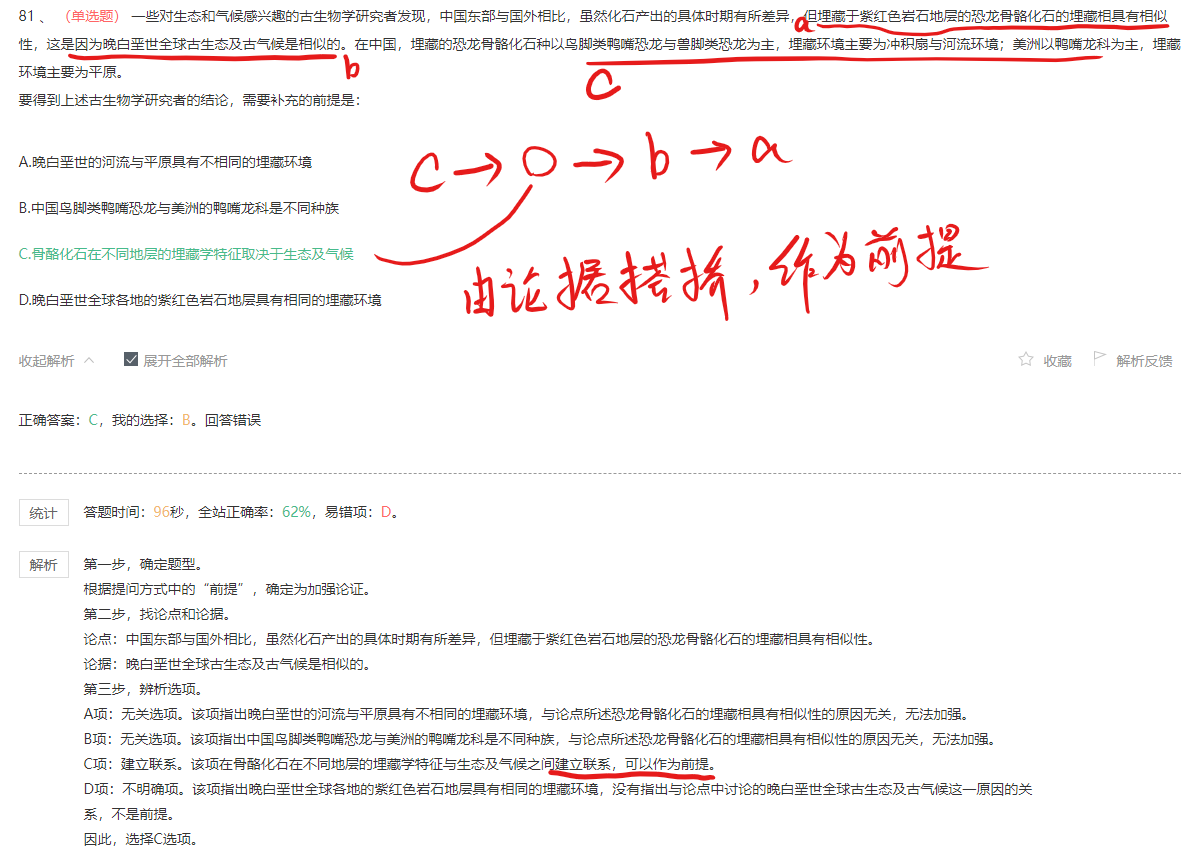 81 、 （单选题） 一些对生态和气候感兴趣的古生物学研究者发现，中国东部与国外相比，虽然化石产出的具体时期有所差异，但埋藏于紫红色岩石地层的恐龙骨骼化石的埋藏相具有相似
a
性，这是因为晚白垩世全球古生态及古气候是相似的。在中国，埋藏的恐龙骨骼化石种以鸟脚类鸭嘴恐龙与兽脚类恐龙为主，埋藏环境主要为冲积扇与河流环境；美洲以鸭嘴龙科为主，埋藏
b
环境主要为平原。
C
要得到上述古生物学研究者的结论，需要补充的前提是：
A.晚白垩世的河流与平原具有不相同的埋藏环境
C→O→b→a
B.中国鸟脚类鸭嘴恐龙与美洲的鸭嘴龙科是不同种族
C.骨骼化石在不同地层的埋藏学特征取决于生态及气候
由论据搭桥，作为前提
D.晚白垩世全球各地的紫红色岩石地层具有相同的埋藏环境
收起解析 展开全部解析 收藏 解析反馈
正确答案：C，我的选择：B。回答错误
统计 答题时间：96秒，全站正确率：62%，易错项：D。
解析 第一步，确定题型。
根据提问方式中的“前提”，确定为加强论证。
第二步，找论点和论据。
论点：中国东部与国外相比，虽然化石产出的具体时期有所差异，但埋藏于紫红色岩石地层的恐龙骨骼化石的埋藏相具有相似性。
论据：晚白垩世全球古生态及古气候是相似的。
第三步，辨析选项。
A项：无关选项。该项指出晚白垩世的河流与平原具有不相同的埋藏环境，与论点所述恐龙骨骼化石的埋藏相具有相似性的原因无关，无法加强。
B项：无关选项。该项指出中国鸟脚类鸭嘴恐龙与美洲的鸭嘴龙科是不同种族，与论点所述恐龙骨骼化石的埋藏相具有相似性的原因无关，无法加强。
C项：建立联系。该项在骨骼化石在不同地层的埋藏学特征与生态及气候之间建立联系，可以作为前提。
D项：不明确项。该项指出晚白垩世全球各地的紫红色岩石地层具有相同的埋藏环境，没有指出与论点中讨论的晚白垩世全球古生态及古气候这一原因的关
系，不是前提。
因此，选择C选项。